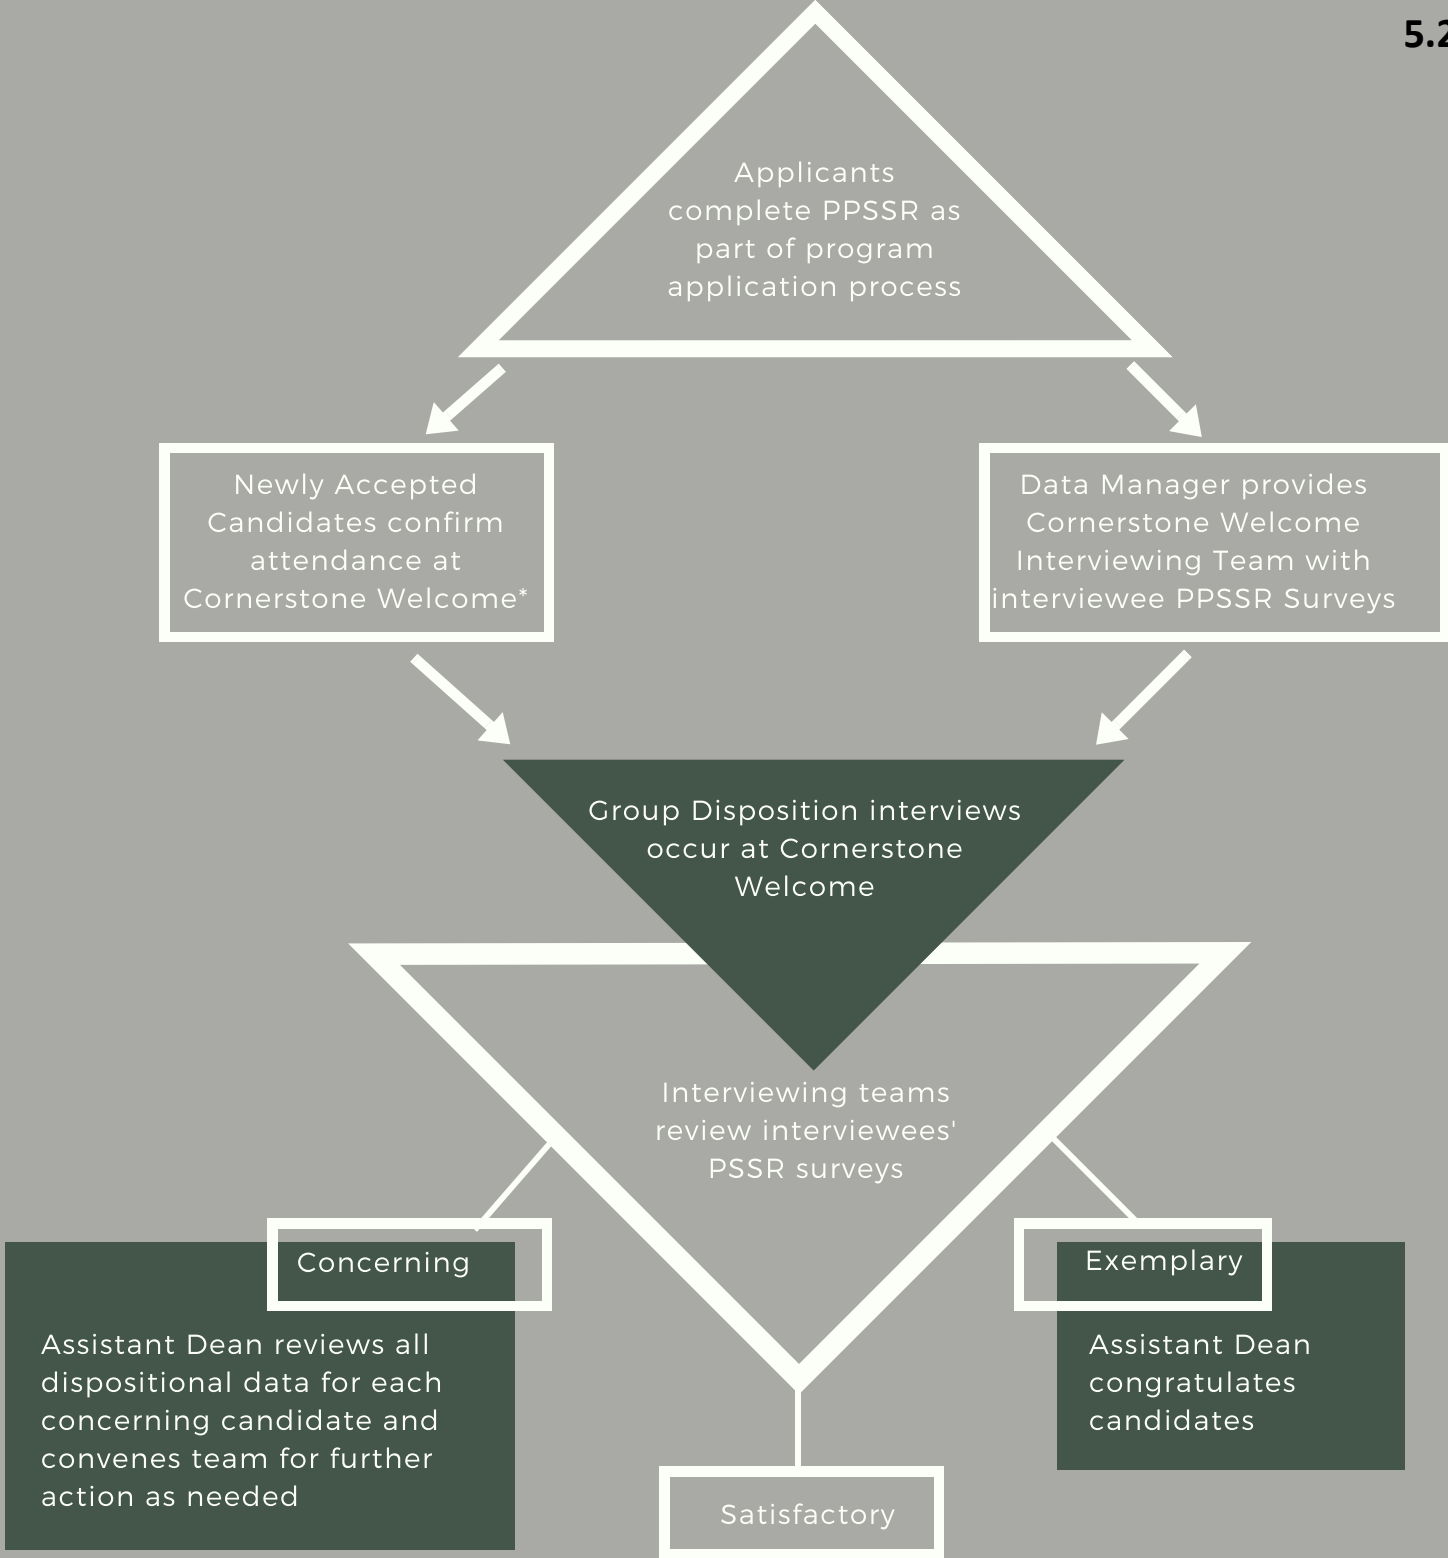 5.2
Applicants
complete PPSSR as
part of program
application process
Newly Accepted
Candidates confirm
attendance at
Cornerstone Welcome*
Data Manager provides
Cornerstone Welcome
Interviewing Team with
interviewee PPSSR Surveys
Group Disposition interviews
occur at Cornerstone
Welcome
Interviewing teams
review interviewees'
PSSR surveys
Concerning
Assistant Dean reviews all
dispositional data for each
concerning candidate and
convenes team for further
action as needed
Exemplary
Assistant Dean
congratulates
candidates
Satisfactory